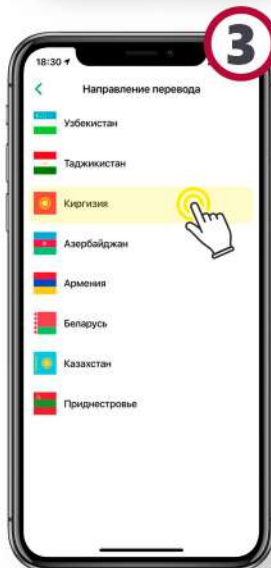 3
18:30
Направление перевода
Узбекистан
Таджикистан
Киргизия
Азербайджан
Армения
Беларусь
Казахстан
Приднестровье